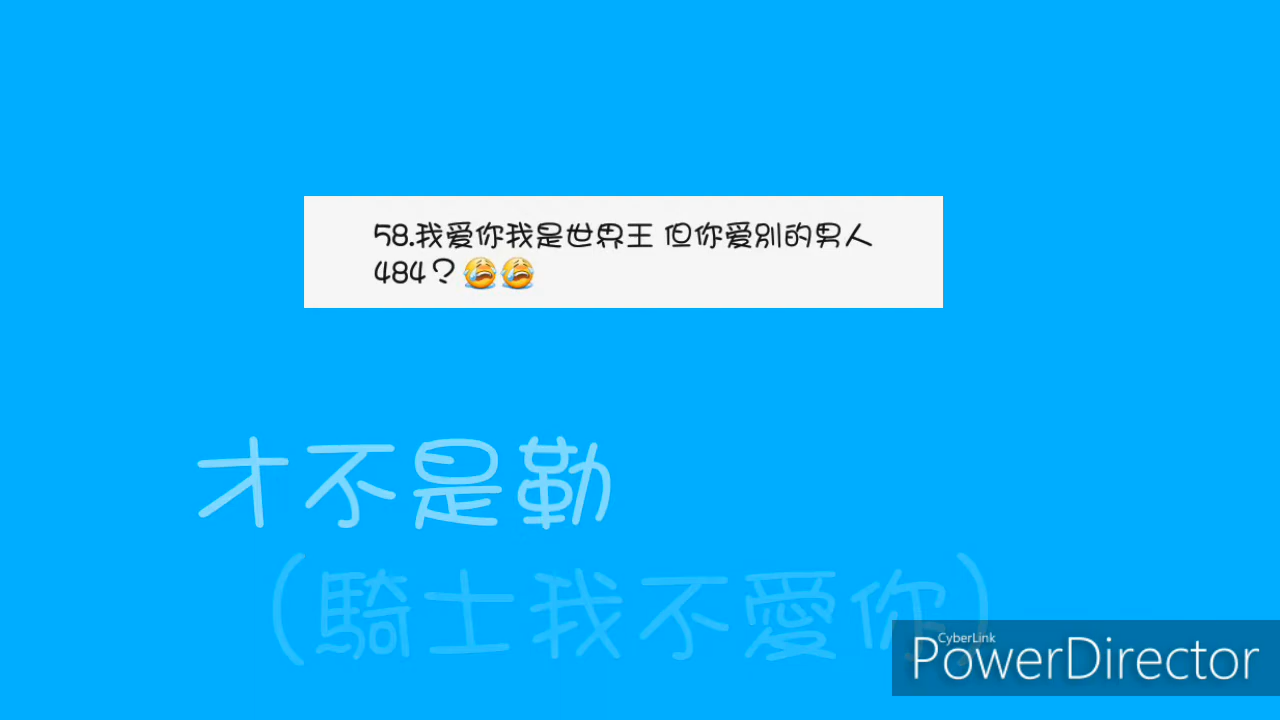 58.我爱你我是世界王 但你爱別的男人
484？😭😭
才不是勒
(騎士我不愛你)
CyberLink
PowerDirector